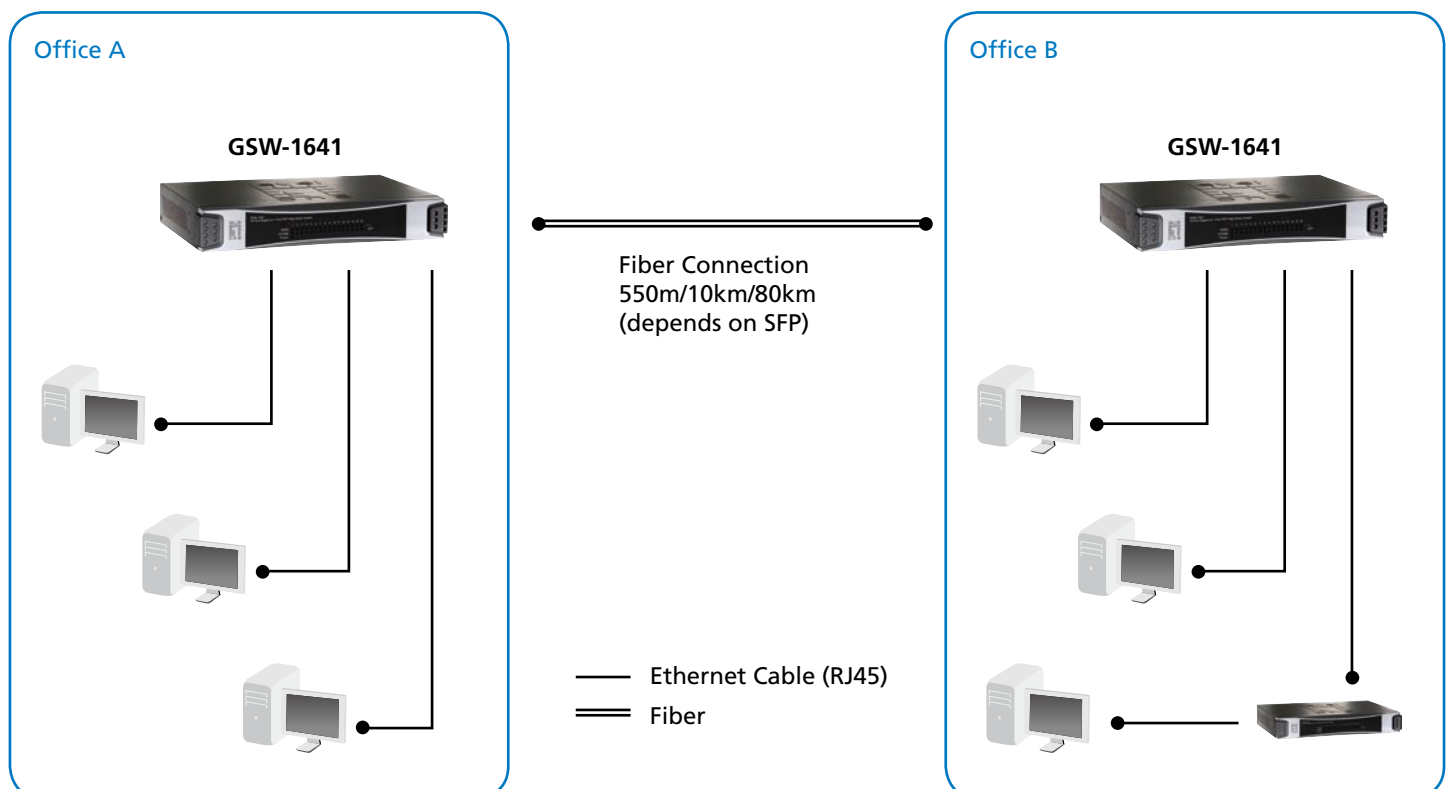 Office A
Office B
GSW-1641
GSW-1641
Fiber Connection
550m/10km/80km
(depends on SFP)
Ethernet Cable (RJ45)
Fiber